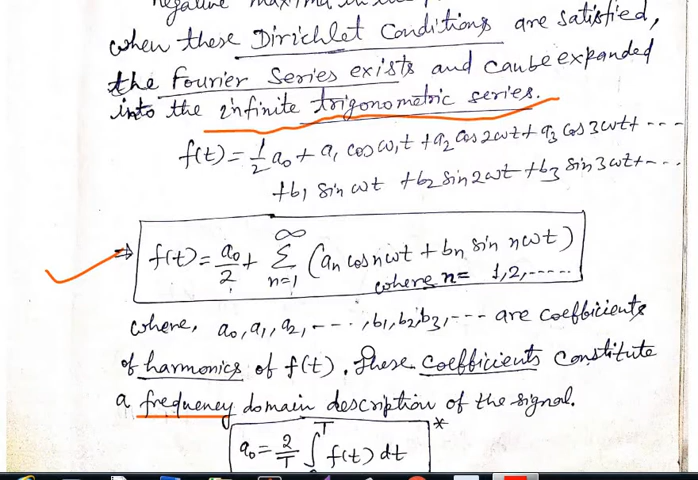 negative maxima in
when these Dirichlet Conditions are satisfied,
the Fourier Series exists and can be expanded
into the infinite trigonometric series.
f(t) = 1/2 a₀ + a₁ cos ω₁t + a₂ cos 2ωt + a₃ cos 3ωt + ----
+ b₁ sin ωt + b₂ sin 2ωt + b₃ sin 3ωt + ---.
⇒ f(t) = a₀/2 + ∑ₙ₌₁^∞ (aₙ cos nωt + bₙ sin nωt)
where n = 1,2,------
where, a₀, a₁, a₂, ----, b₁, b₂, b₃, --- are coefficients
of harmonics of f(t). These coefficients constitute
a frequency domain description of the signal.
a₀ = 2/T ∫ᵀ f(t) dt *